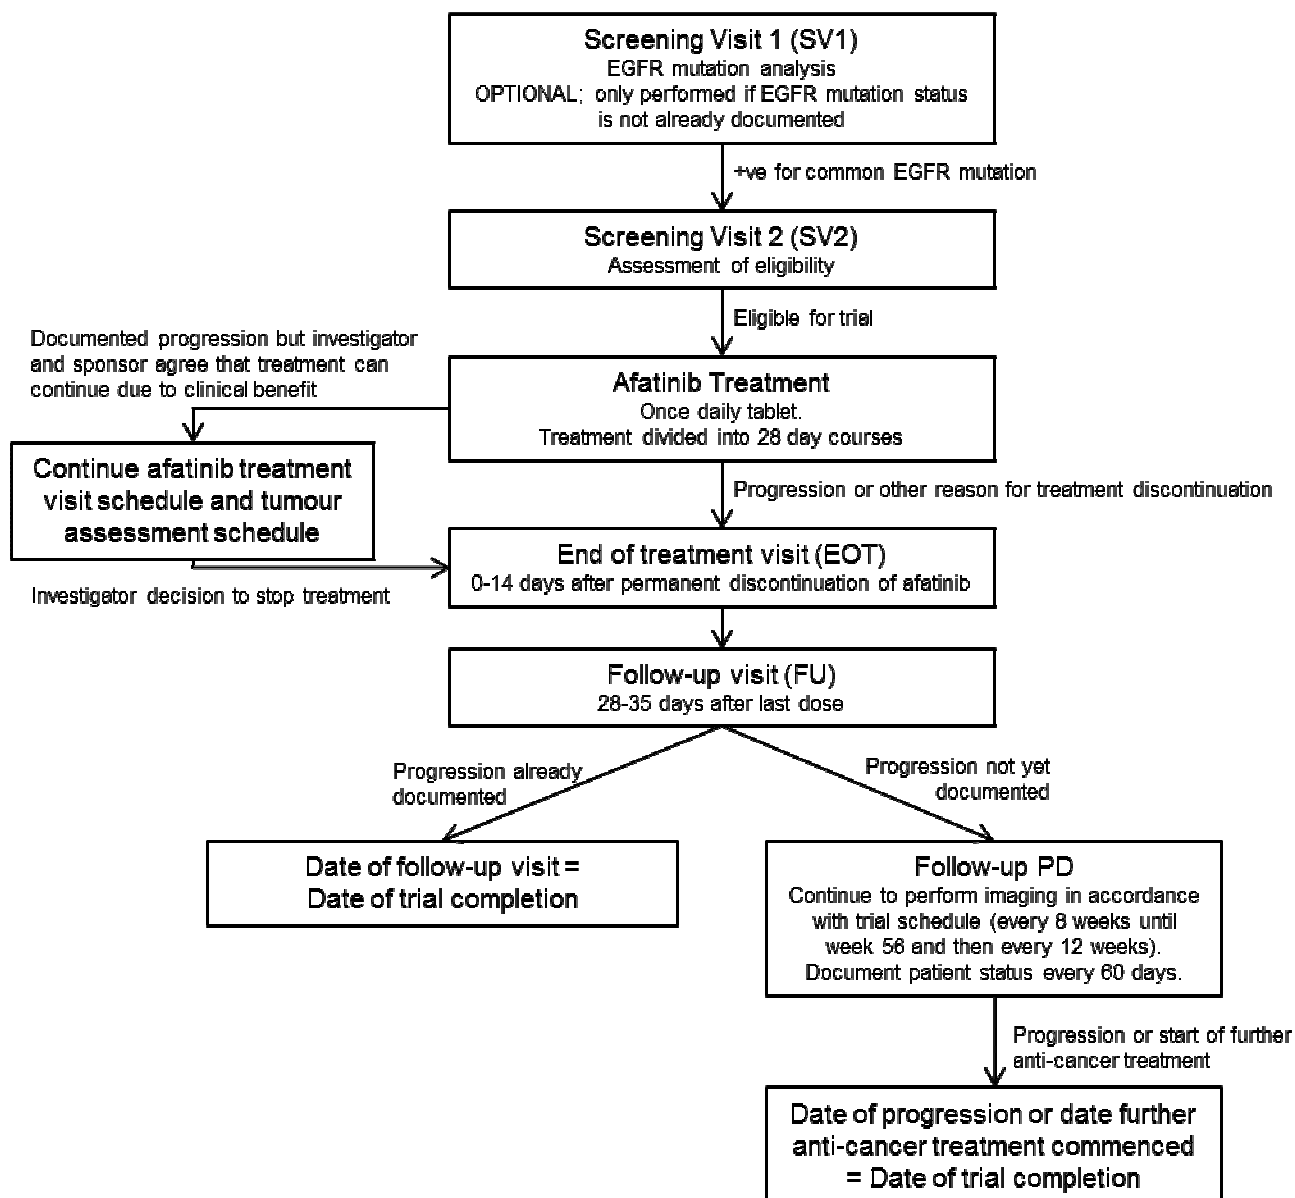 Screening Visit 1 (SV1)
EGFR mutation analysis
OPTIONAL; only performed if EGFR mutation status
is not already documented
+ve for common EGFR mutation
Screening Visit 2 (SV2)
Assessment of eligibility
Eligible for trial
Documented progression but investigator
and sponsor agree that treatment can
continue due to clinical benefit
Afatinib Treatment
Once daily tablet.
Treatment divided into 28 day courses
Continue afatinib treatment
visit schedule and tumour
assessment schedule
Progression or other reason for treatment discontinuation
End of treatment visit (EOT)
0-14 days after permanent discontinuation of afatinib
Investigator decision to stop treatment
Follow-up visit (FU)
28-35 days after last dose
Progression already
documented
Progression not yet
documented
Date of follow-up visit =
Date of trial completion
Follow-up PD
Continue to perform imaging in accordance
with trial schedule (every 8 weeks until
week 56 and then every 12 weeks).
Document patient status every 60 days.
Progression or start of further
anti-cancer treatment
Date of progression or date further
anti-cancer treatment commenced
= Date of trial completion